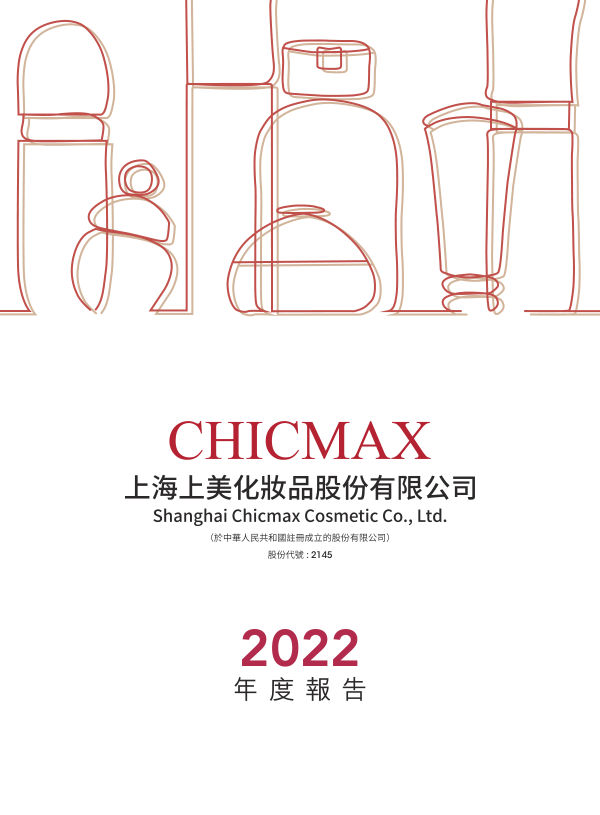 CHICMAX
上海上美化妝品股份有限公司
Shanghai Chicmax Cosmetic Co., Ltd.
（於中華人民共和國註冊成立的股份有限公司）
股份代號 : 2145
2022
年度報告